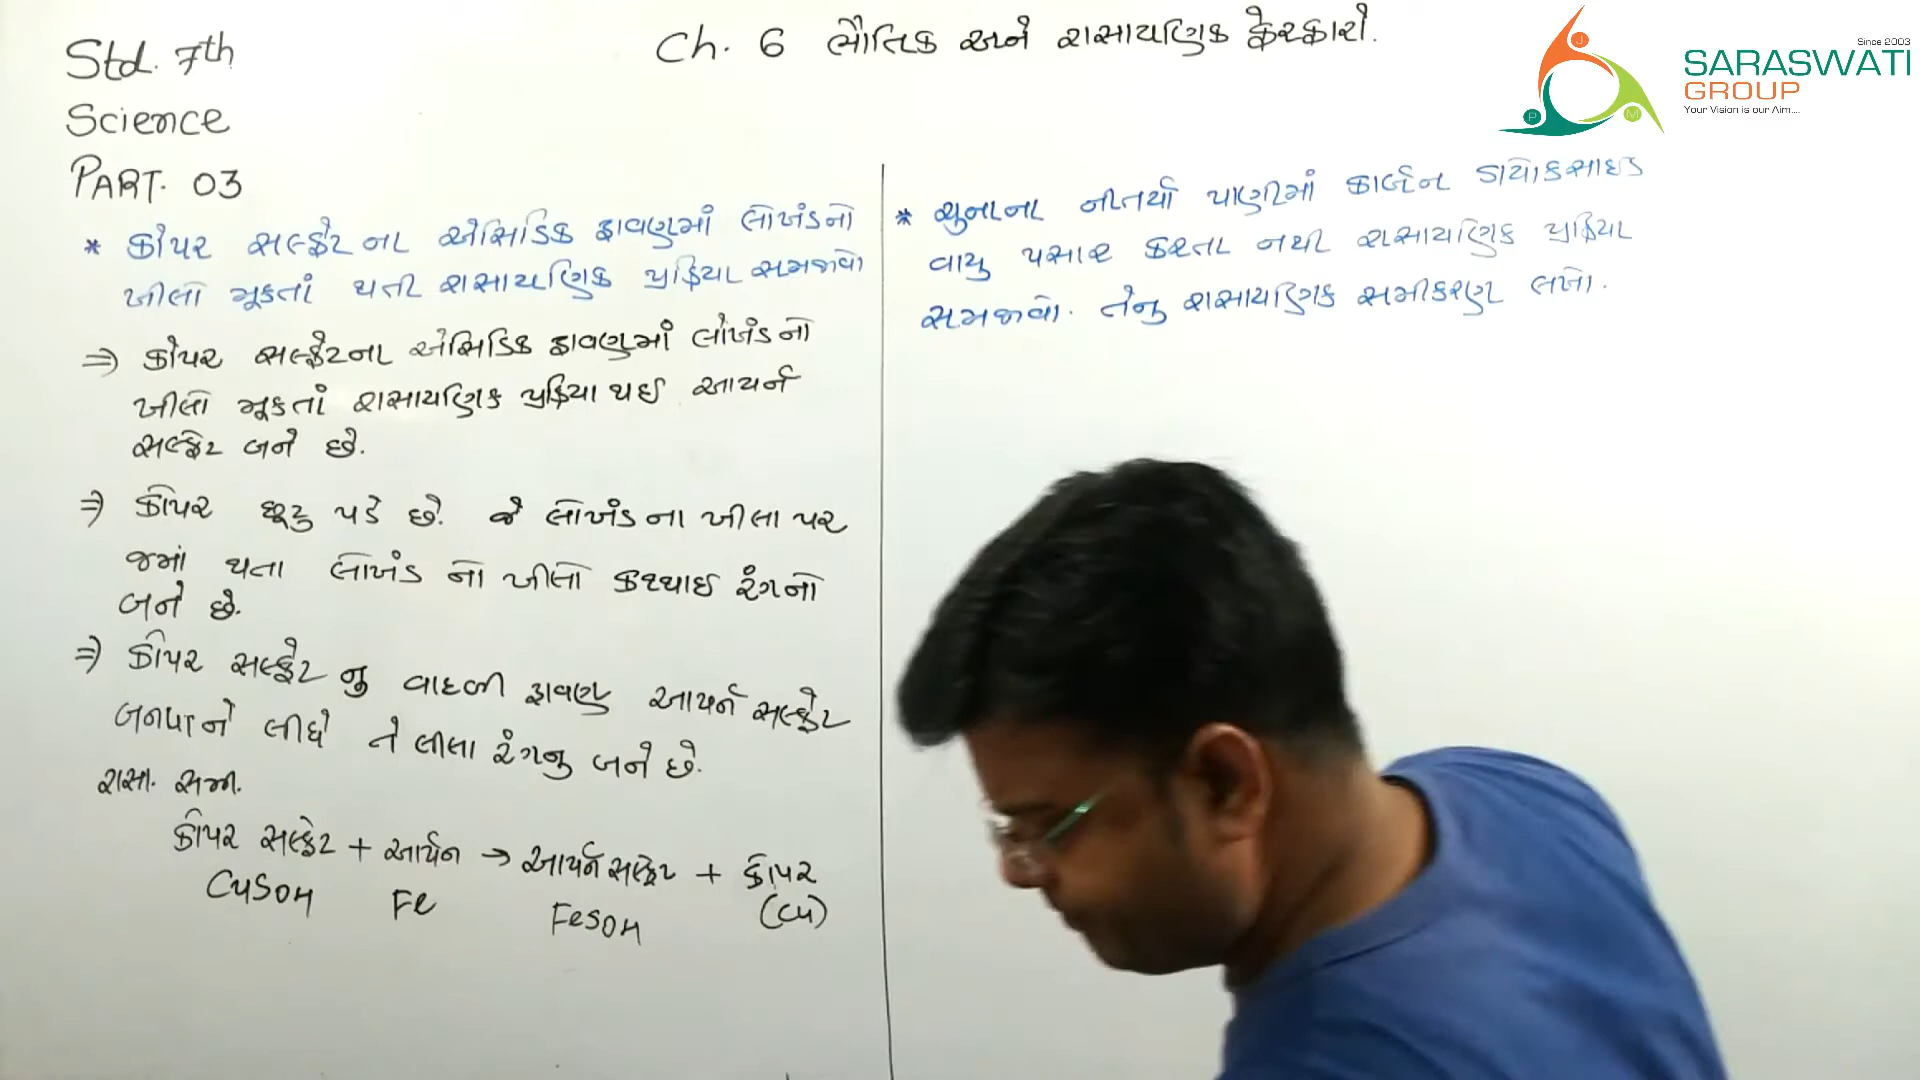 Std. 7th
Science
PART. 03
Ch. 6 ભૌતિક અને રાસાયણિક ફેરફારો.
Since 2003
SARASWATI
GROUP
Your Vision is our Aim....
J
P
M
* કોપર સલ્ફેટ ના એસિડિક દ્રાવણમાં લોખંડનો
ખીલો મૂકતાં થતી રાસાયણિક પ્રક્રિયા સમજાવો
⇒ કોપર સલ્ફેટના એસિડિક દ્રાવણમાં લોખંડ નો
ખીલો મૂકતાં રાસાયણિક પ્રક્રિયા થઈ આયર્ન
સલ્ફેટ બને છે.
⇒ કોપર છૂટુ પડે છે. જે લોખંડ ના ખીલા પર
જમાં થતા લોખંડ નો ખીલો કથ્થાઈ રંગનો
બને છે.
⇒ કોપર સલ્ફેટ નુ વાદળી દ્રાવણ આયર્ન સલ્ફેટ
બનવાને લીધે તે લીલા રંગનુ બને છે.
રાસા. સમી.
કોપર સલ્ફેટ + આર્યન → આયર્ન સલ્ફેટ + કોપર
CuSO4 Fe FeSO4 (Cu)
* ચુનાના નીતર્યા પાણીમાં કાર્બન ડાયોકસાઇડ
વાયુ પસાર કરતા થતી રાસાયણિક પ્રક્રિયા
સમજાવો. તેનુ રાસાયણિક સમીકરણ લખો.